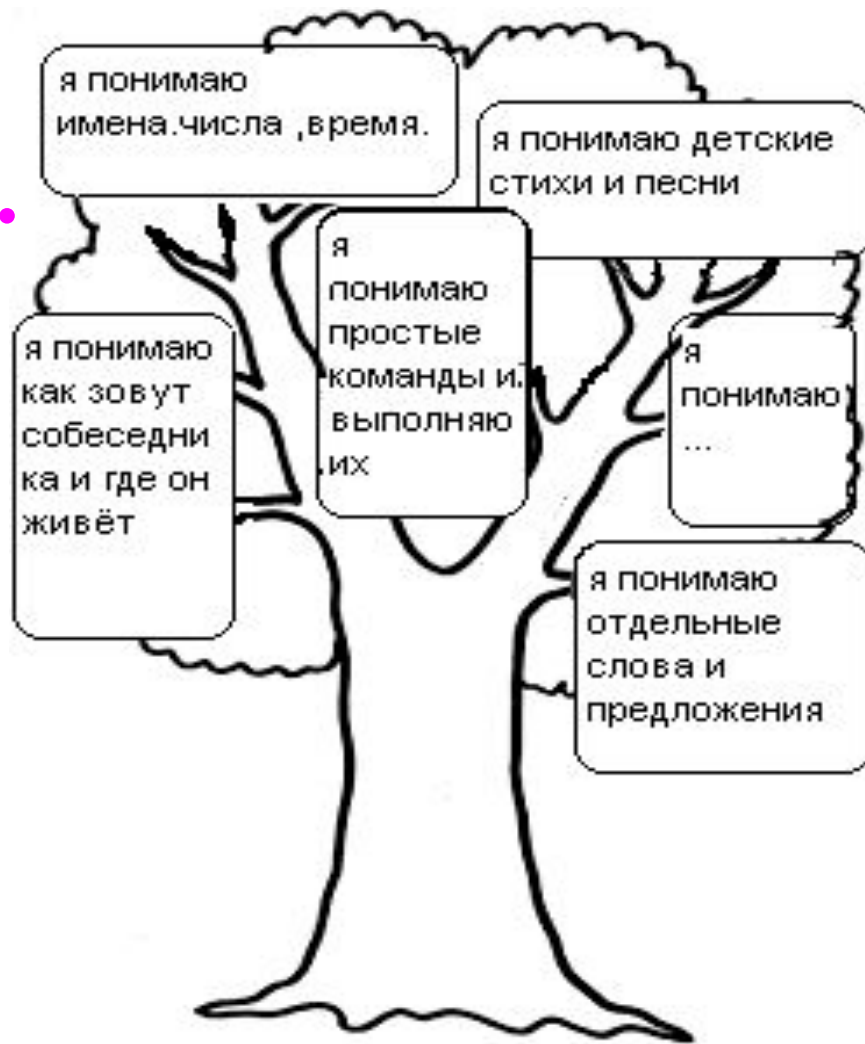 я понимаю
имена.числа ,время.
я понимаю детские
стихи и песни
я
понимаю
простые
команды и.
выполняю
.их
я понимаю
как зовут
собеседни
ка и где он
живёт
я
понимаю
...
я понимаю
отдельные
слова и
предложения